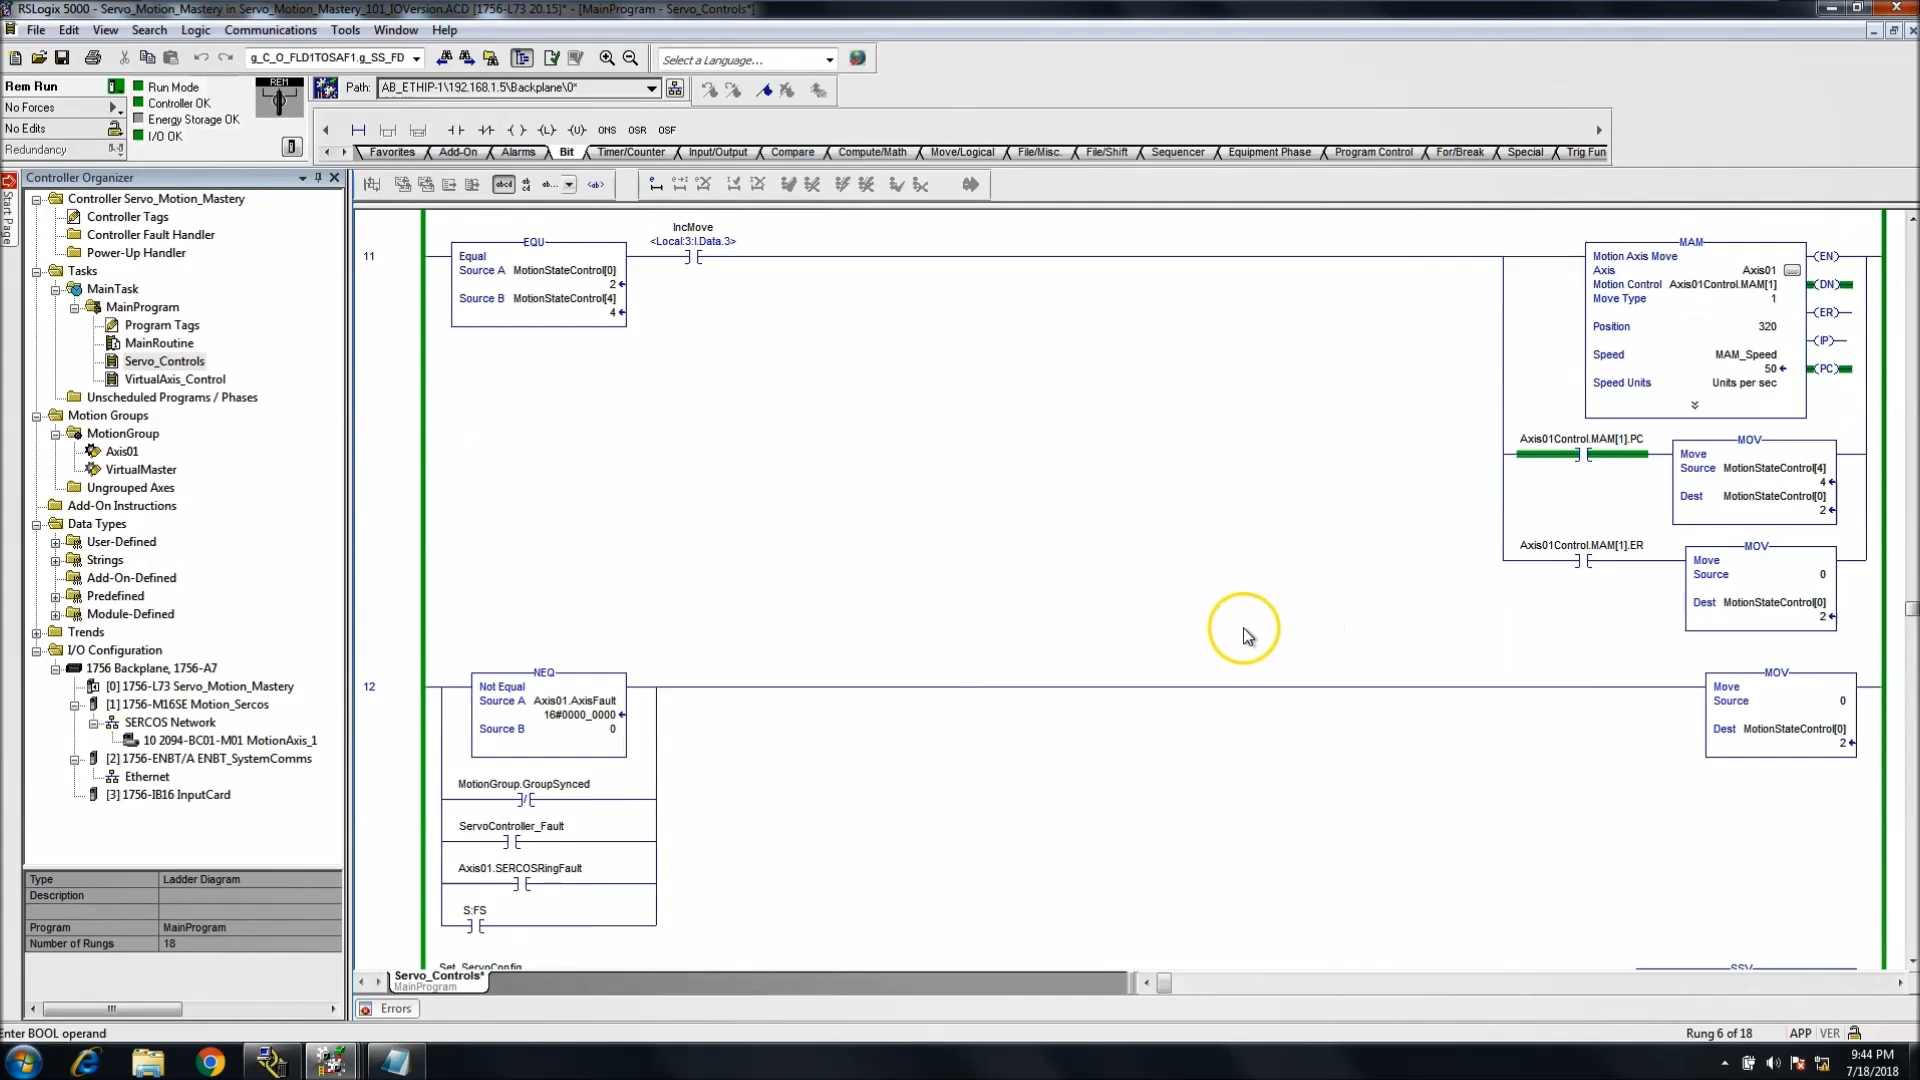 RSLogix 5000 - Servo_Motion_Mastery in Servo_Motion_Mastery_101_IOVersion.ACD [1756-L73 20.15]* - [MainProgram - Servo_Controls*]
File Edit View Search Logic Communications Tools Window Help
g_C_O_FLD1TOSAF1.g_SS_FD
Select a Language...
Rem Run
No Forces
No Edits
Redundancy
Run Mode
Controller OK
Energy Storage OK
I/O OK
REM
Path: AB_ETHIP-1\192.168.1.5\Backplane\0*
(L) (U) ONS OSR OSF
Favorites Add-On Alarms Bit Timer/Counter Input/Output Compare Compute/Math Move/Logical File/Misc. File/Shift Sequencer Equipment Phase Program Control For/Break Special Trig Fun
Start Page
Controller Organizer
Controller Servo_Motion_Mastery
Controller Tags
Controller Fault Handler
Power-Up Handler
Tasks
MainTask
MainProgram
Program Tags
MainRoutine
Servo_Controls
VirtualAxis_Control
Unscheduled Programs / Phases
Motion Groups
MotionGroup
Axis01
VirtualMaster
Ungrouped Axes
Add-On Instructions
Data Types
User-Defined
Strings
Add-On-Defined
Predefined
Module-Defined
Trends
I/O Configuration
1756 Backplane, 1756-A7
[0] 1756-L73 Servo_Motion_Mastery
[1] 1756-M16SE Motion_Sercos
SERCOS Network
10 2094-BC01-M01 MotionAxis_1
[2] 1756-ENBT/A ENBT_SystemComms
Ethernet
[3] 1756-IB16 InputCard
Type Ladder Diagram
Description
Program MainProgram
Number of Rungs 18
abcd
11
EQU
Equal
Source A MotionStateControl[0]
2
Source B MotionStateControl[4]
4
IncMove
<Local:3:I.Data.3>
MAM
Motion Axis Move
Axis Axis01
Motion Control Axis01Control.MAM[1]
Move Type 1
Position 320
Speed MAM_Speed
50
Speed Units Units per sec
(EN)
(DN)
(ER)
(IP)
(PC)
Axis01Control.MAM[1].PC
MOV
Move
Source MotionStateControl[4]
4
Dest MotionStateControl[0]
2
Axis01Control.MAM[1].ER
MOV
Move
Source 0
Dest MotionStateControl[0]
2
12
NEQ
Not Equal
Source A Axis01.AxisFault
16#0000_0000
Source B 0
MotionGroup.GroupSynced
ServoController_Fault
Axis01.SERCOSRingFault
S:FS
MOV
Move
Source 0
Dest MotionStateControl[0]
2
Set_ServoConfig
SSV
Servo_Controls*
MainProgram
Errors
Enter BOOL operand
Rung 6 of 18 APP VER
9:44 PM
7/18/2018